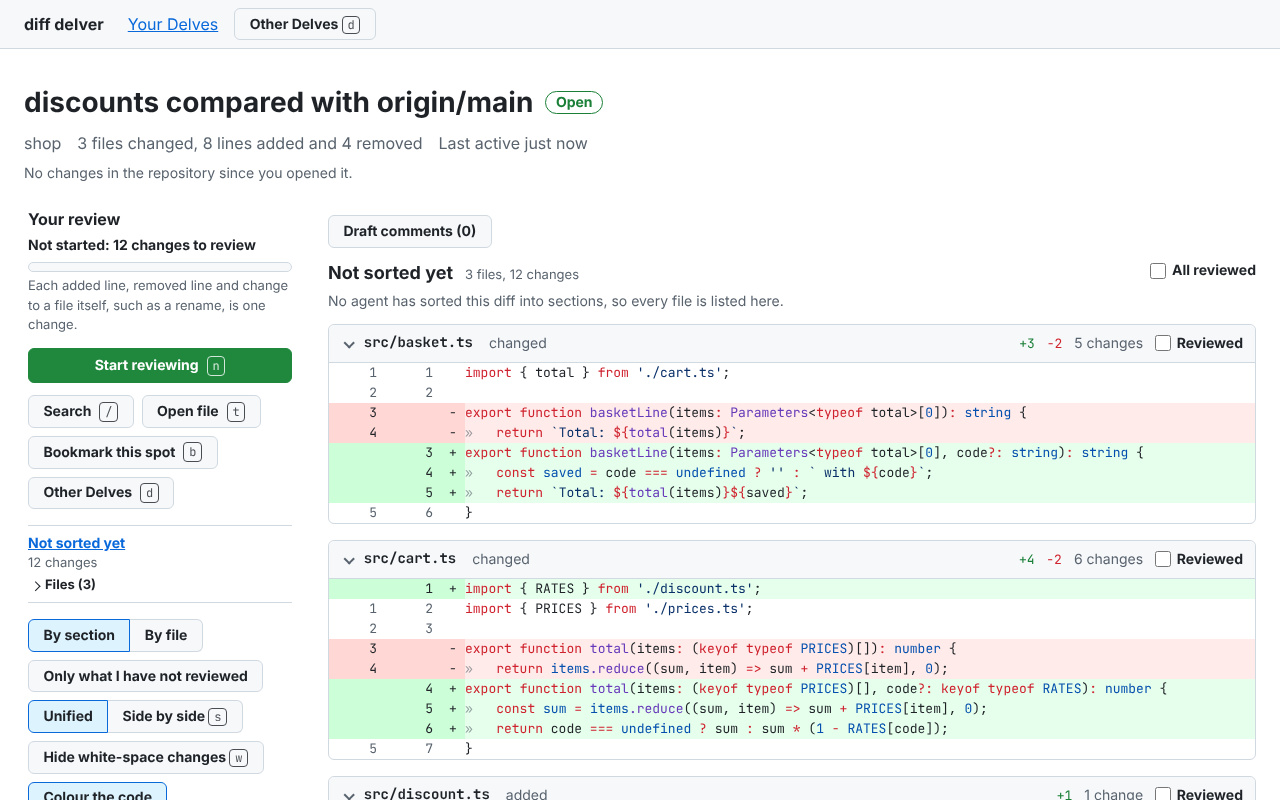 diff delver Your Delves Other Delves d
discounts compared with origin/main Open
shop 3 files changed, 8 lines added and 4 removed Last active just now
No changes in the repository since you opened it.
Your review
Not started: 12 changes to review
Each added line, removed line and change
to a file itself, such as a rename, is one
change.
Start reviewing n
Search / Open file t
Bookmark this spot b
Other Delves d
Not sorted yet
12 changes
Files (3)
By section By file
Only what I have not reviewed
Unified Side by side s
Hide white-space changes w
Colour the code
Draft comments (0)
Not sorted yet 3 files, 12 changes All reviewed
No agent has sorted this diff into sections, so every file is listed here.
src/basket.ts changed +3 -2 5 changes Reviewed
1 1 import { total } from './cart.ts';
2 2
3 - export function basketLine(items: Parameters<typeof total>[0]): string {
4 - » return `Total: ${total(items)}`;
3 + export function basketLine(items: Parameters<typeof total>[0], code?: string): string {
4 + » const saved = code === undefined ? '' : ` with ${code}`;
5 + » return `Total: ${total(items)}${saved}`;
5 6 }
src/cart.ts changed +4 -2 6 changes Reviewed
1 + import { RATES } from './discount.ts';
1 2 import { PRICES } from './prices.ts';
2 3
3 - export function total(items: (keyof typeof PRICES)[]): number {
4 - » return items.reduce((sum, item) => sum + PRICES[item], 0);
4 + export function total(items: (keyof typeof PRICES)[], code?: keyof typeof RATES): number {
5 + » const sum = items.reduce((sum, item) => sum + PRICES[item], 0);
6 + » return code === undefined ? sum : sum * (1 - RATES[code]);
5 7 }
src/discount.ts added +1 1 change Reviewed